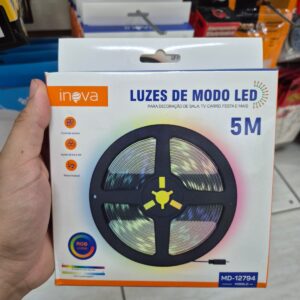 inova
LUZES DE MODO LED
PARA DECORAÇÃO DE SALA, TV, CARRO, FESTA E MAIS!
5M
RGB
MD-12794